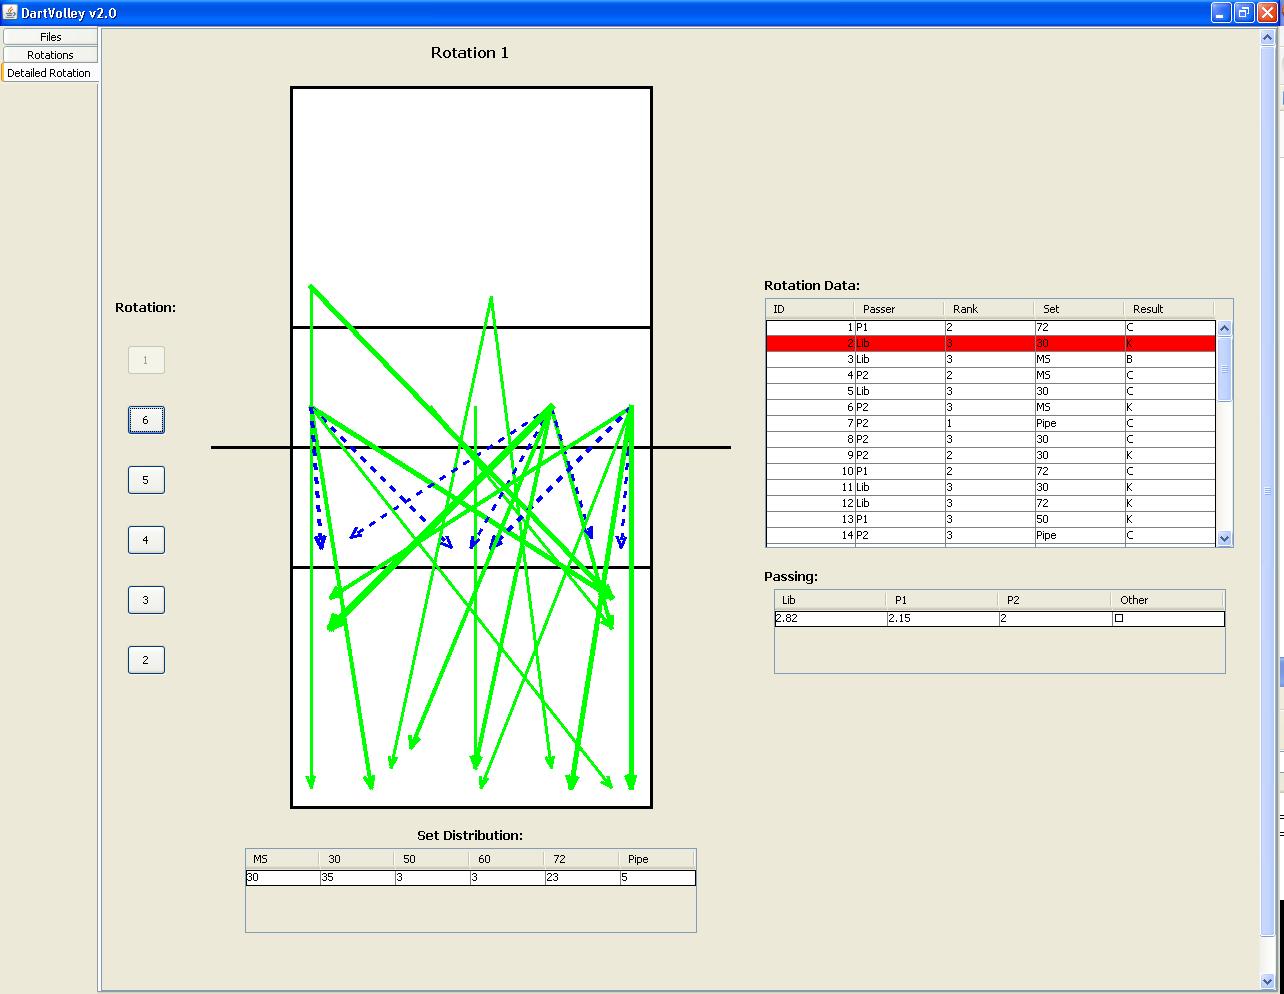 DartVolley v2.0
Files
Rotations
Detailed Rotation
Rotation 1
Rotation:
1
6
5
4
3
2
Rotation Data:
ID Passer Rank Set Result
1 P1 2 72 C
2 Lib 3 30 K
3 Lib 3 MS B
4 P2 2 MS C
5 Lib 3 30 C
6 P2 3 MS K
7 P2 1 Pipe C
8 P2 3 30 C
9 P2 2 30 K
10 P1 2 72 C
11 Lib 3 30 K
12 Lib 3 72 K
13 P1 3 50 K
14 P2 3 Pipe C
Passing:
Lib P1 P2 Other
2.82 2.15 2
Set Distribution:
MS 30 50 60 72 Pipe
30 35 3 3 23 5